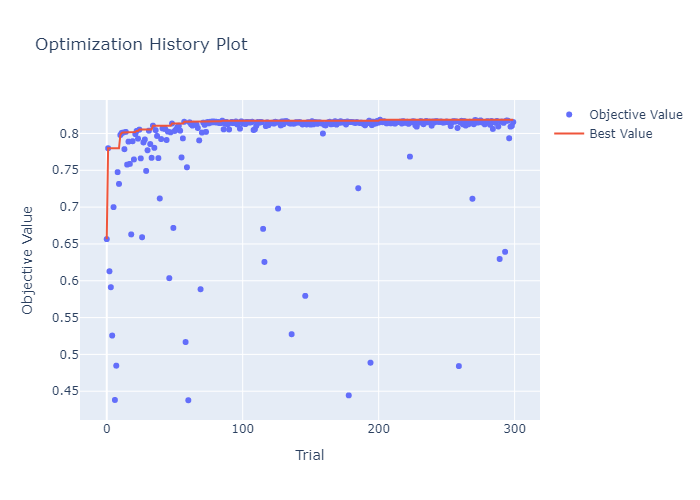 Optimization History Plot
Objective Value
Best Value
0.8
0.75
0.7
0.65
0.6
0.55
0.5
0.45
Objective Value
0 100 200 300
Trial